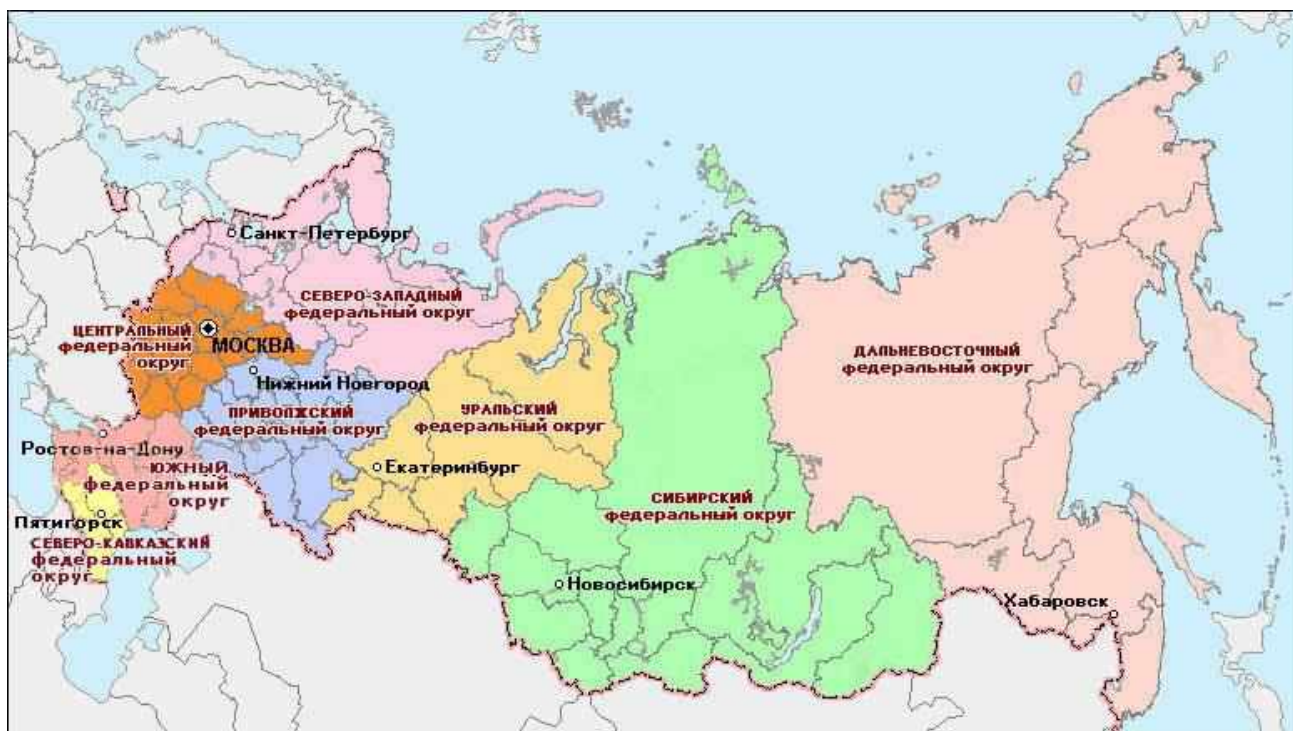 Санкт-Петербург
СЕВЕРО-ЗАПАДНЫЙ
федеральный округ
ЦЕНТРАЛЬНЫЙ
федеральный
округ
МОСКВА
Нижний Новгород
ПРИВОЛЖСКИЙ
федеральный округ
УРАЛЬСКИЙ
федеральный округ
ДАЛЬНЕВОСТОЧНЫЙ
федеральный округ
Ростов-на-Дону
ЮЖНЫЙ
федеральный
округ
Екатеринбург
СИБИРСКИЙ
федеральный округ
Пятигорск
СЕВЕРО-КАВКАЗСКИЙ
федеральный
округ
Новосибирск
Хабаровск